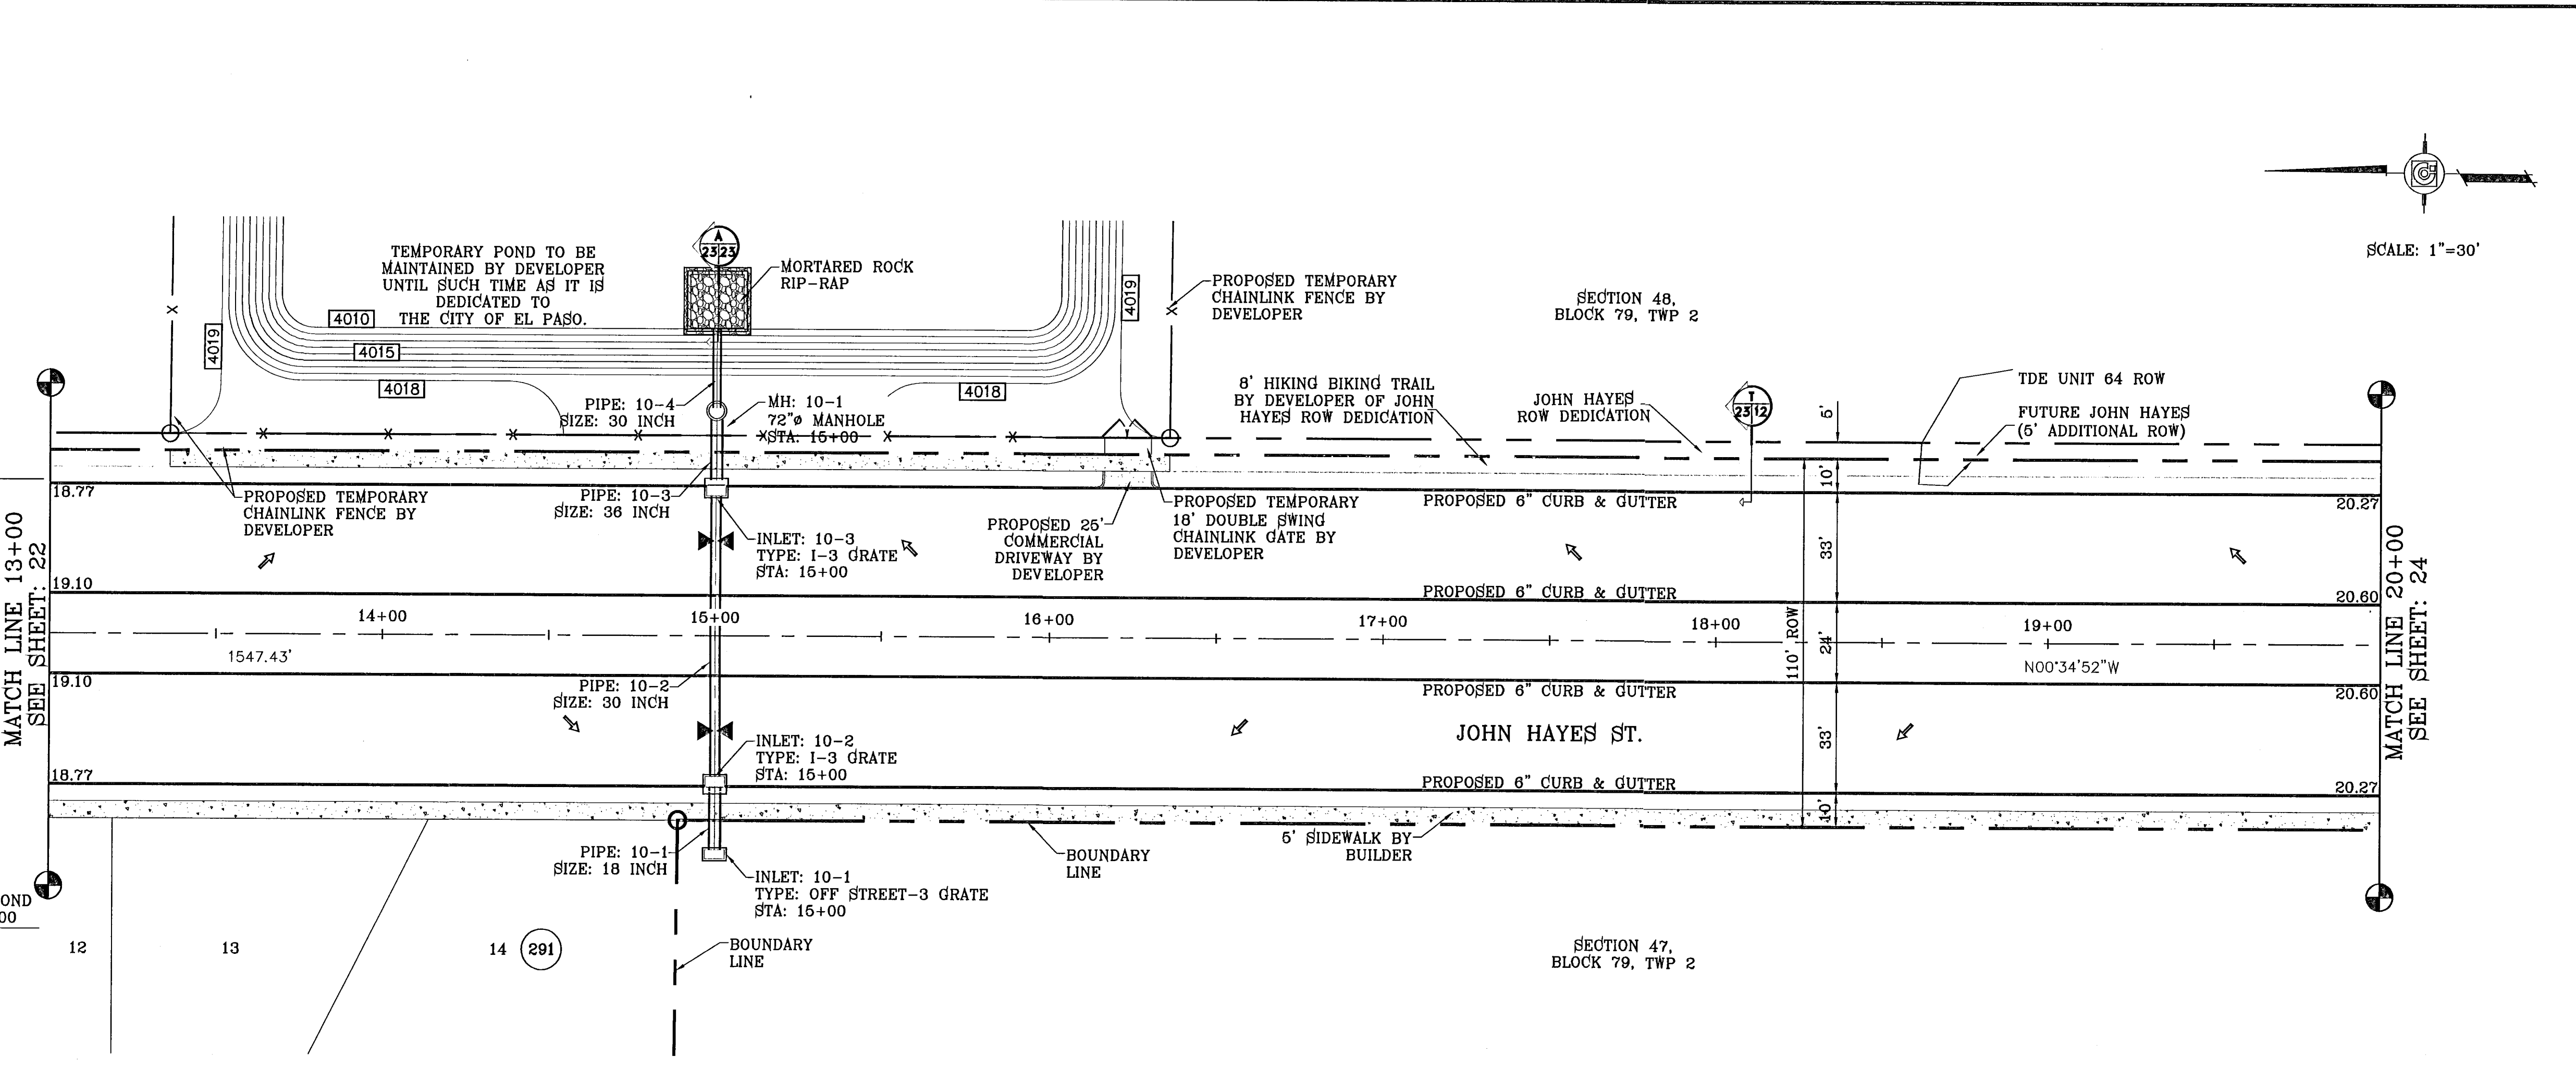 SCALE: 1"=30'
TEMPORARY POND TO BE
MAINTAINED BY DEVELOPER
UNTIL SUCH TIME AS IT IS
DEDICATED TO
THE CITY OF EL PASO.
A
23 23
MORTARED ROCK
RIP-RAP
4010
4015
4018
4019
4018
4019
PROPOSED TEMPORARY
CHAINLINK FENCE BY
DEVELOPER
SECTION 48,
BLOCK 79, TWP 2
PIPE: 10-4
SIZE: 30 INCH
MH: 10-1
72"ø MANHOLE
STA: 15+00
8' HIKING BIKING TRAIL
BY DEVELOPER OF JOHN
HAYES ROW DEDICATION
JOHN HAYES
ROW DEDICATION
T
23 12
5'
TDE UNIT 64 ROW
FUTURE JOHN HAYES
(5' ADDITIONAL ROW)
MATCH LINE 13+00
SEE SHEET: 22
18.77
PROPOSED TEMPORARY
CHAINLINK FENCE BY
DEVELOPER
PIPE: 10-3
SIZE: 36 INCH
INLET: 10-3
TYPE: I-3 GRATE
STA: 15+00
PROPOSED 25'
COMMERCIAL
DRIVEWAY BY
DEVELOPER
PROPOSED TEMPORARY
18' DOUBLE SWING
CHAINLINK GATE BY
DEVELOPER
PROPOSED 6" CURB & GUTTER
10'
20.27
33'
19.10
PROPOSED 6" CURB & GUTTER
20.60
14+00
15+00
16+00
17+00
18+00
19+00
110' ROW
24'
1547.43'
N00°34'52"W
19.10
PIPE: 10-2
SIZE: 30 INCH
PROPOSED 6" CURB & GUTTER
20.60
JOHN HAYES ST.
33'
INLET: 10-2
TYPE: I-3 GRATE
STA: 15+00
18.77
PROPOSED 6" CURB & GUTTER
20.27
10'
MATCH LINE 20+00
SEE SHEET: 24
5' SIDEWALK BY
BUILDER
PIPE: 10-1
SIZE: 18 INCH
BOUNDARY
LINE
INLET: 10-1
TYPE: OFF STREET-3 GRATE
STA: 15+00
OND
00
12
13
14
291
BOUNDARY
LINE
SECTION 47,
BLOCK 79, TWP 2